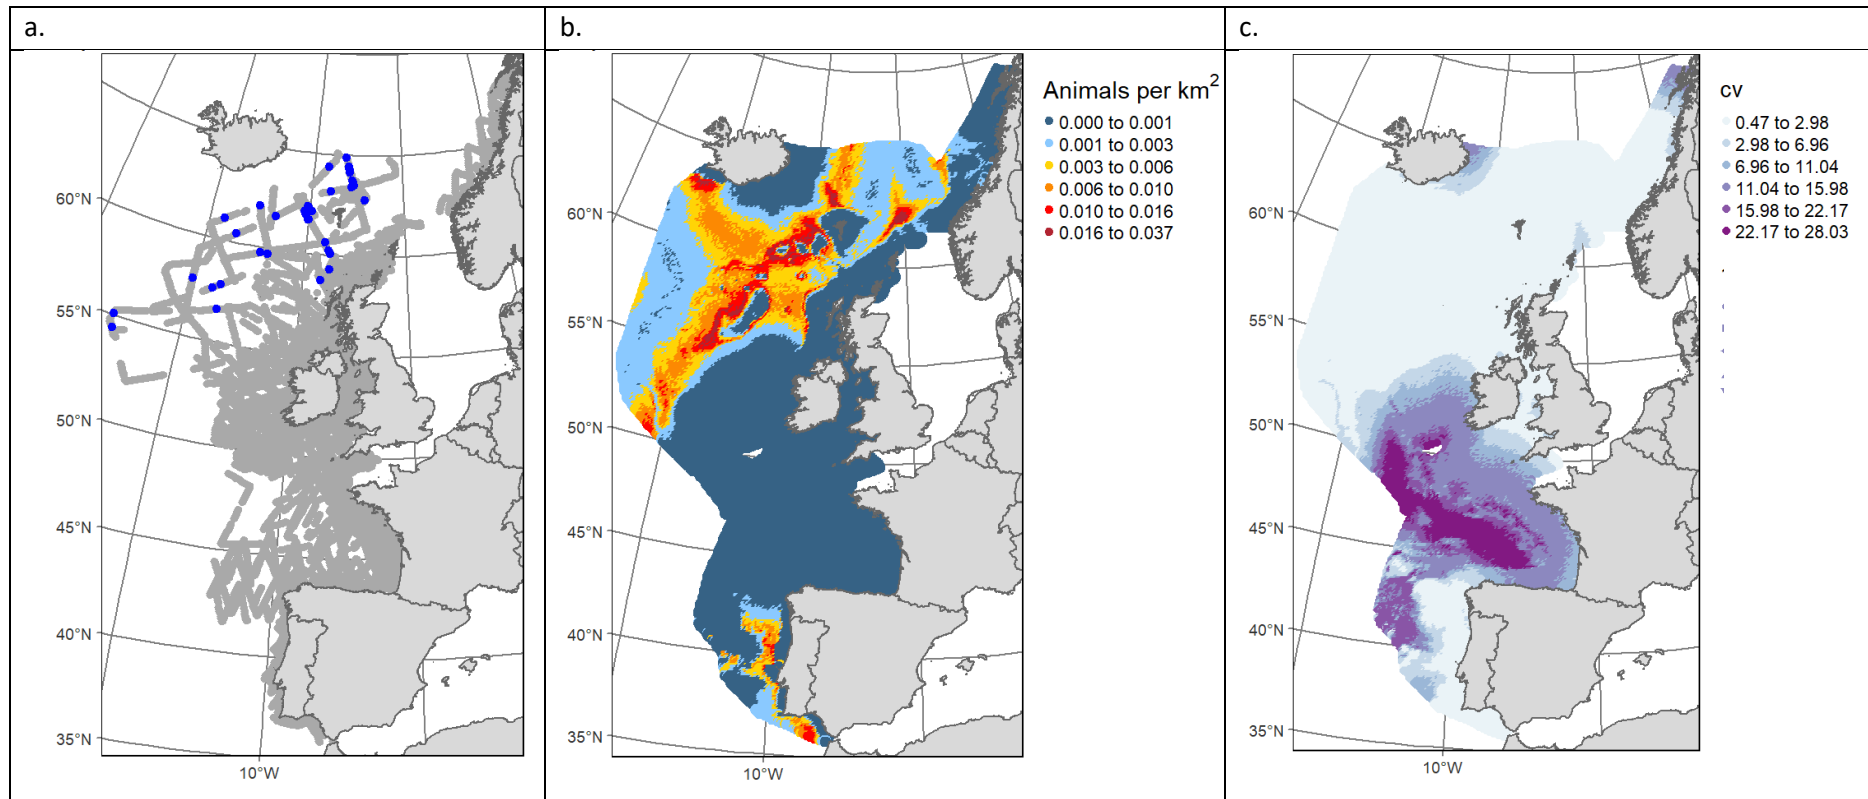 a.
b.
c.
60°N
55°N
50°N
45°N
40°N
35°N
10°W
60°N
55°N
50°N
45°N
40°N
35°N
10°W
Animals per km²
0.000 to 0.001
0.001 to 0.003
0.003 to 0.006
0.006 to 0.010
0.010 to 0.016
0.016 to 0.037
60°N
55°N
50°N
45°N
40°N
35°N
10°W
cv
0.47 to 2.98
2.98 to 6.96
6.96 to 11.04
11.04 to 15.98
15.98 to 22.17
22.17 to 28.03